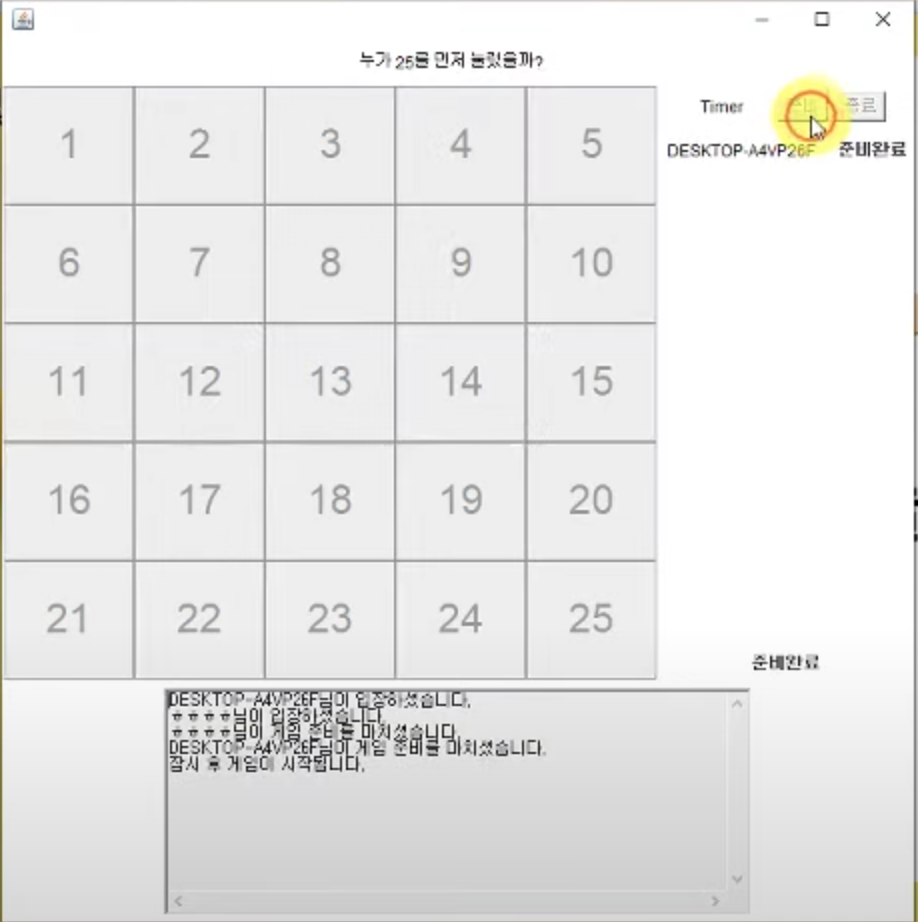 누가 25를 먼저 눌렀을까?
1 2 3 4 5
6 7 8 9 10
11 12 13 14 15
16 17 18 19 20
21 22 23 24 25
Timer 준비 종료
DESKTOP-A4VP26F 준비완료
준비완료
DESKTOP-A4VP26F님이 입장하셨습니다.
ㅎㅎㅎㅎ님이 입장하셨습니다.
ㅎㅎㅎㅎ님이 게임 준비를 마치셨습니다.
DESKTOP-A4VP26F님이 게임 준비를 마치셨습니다.
잠시 후 게임이 시작됩니다.